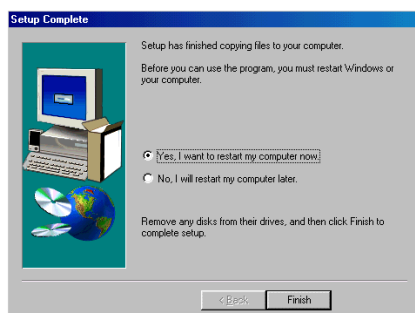 Setup Complete
Setup has finished copying files to your computer.
Before you can use the program, you must restart Windows or
your computer.
Yes, I want to restart my computer now.
No, I will restart my computer later.
Remove any disks from their drives, and then click Finish to
complete setup.
< Back
Finish